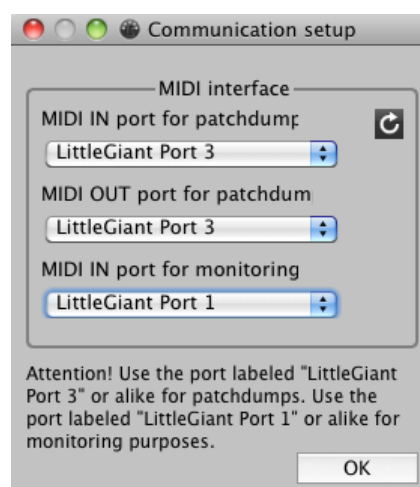 Communication setup
MIDI interface
MIDI IN port for patchdump
LittleGiant Port 3
MIDI OUT port for patchdum
LittleGiant Port 3
MIDI IN port for monitoring
LittleGiant Port 1
Attention! Use the port labeled "LittleGiant
Port 3" or alike for patchdumps. Use the
port labeled "LittleGiant Port 1" or alike for
monitoring purposes.
OK